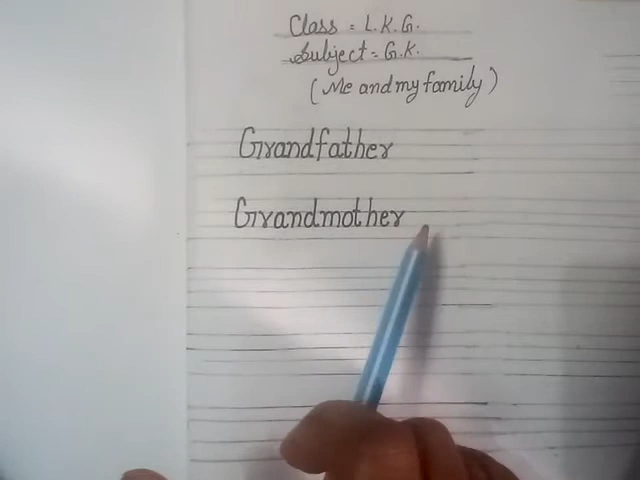 Class = L.K.G.
Subject = G.K.
(Me and my family)
Grandfather
Grandmother